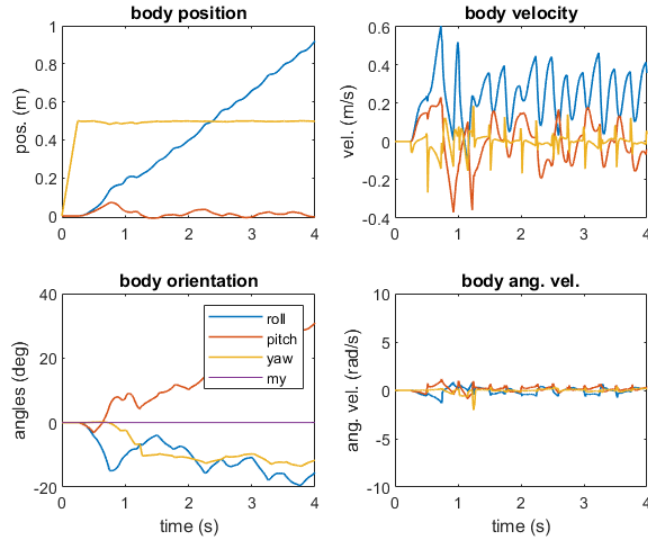 body position
pos. (m)
1
0.8
0.6
0.4
0.2
0
0 1 2 3 4
body velocity
vel. (m/s)
0.6
0.4
0.2
0
-0.2
-0.4
0 1 2 3 4
body orientation
angles (deg)
40
20
0
-20
roll
pitch
yaw
my
0 1 2 3 4
time (s)
body ang. vel.
ang. vel. (rad/s)
10
5
0
-5
-10
0 1 2 3 4
time (s)